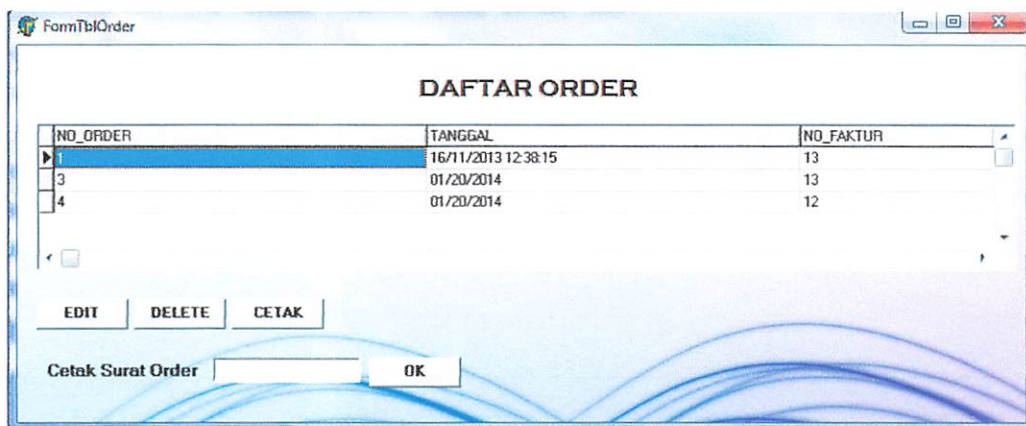 FormTblOrder
DAFTAR ORDER
NO_ORDER TANGGAL NO_FAKTUR
1 16/11/2013 12:38:15 13
3 01/20/2014 13
4 01/20/2014 12
EDIT DELETE CETAK
Cetak Surat Order OK